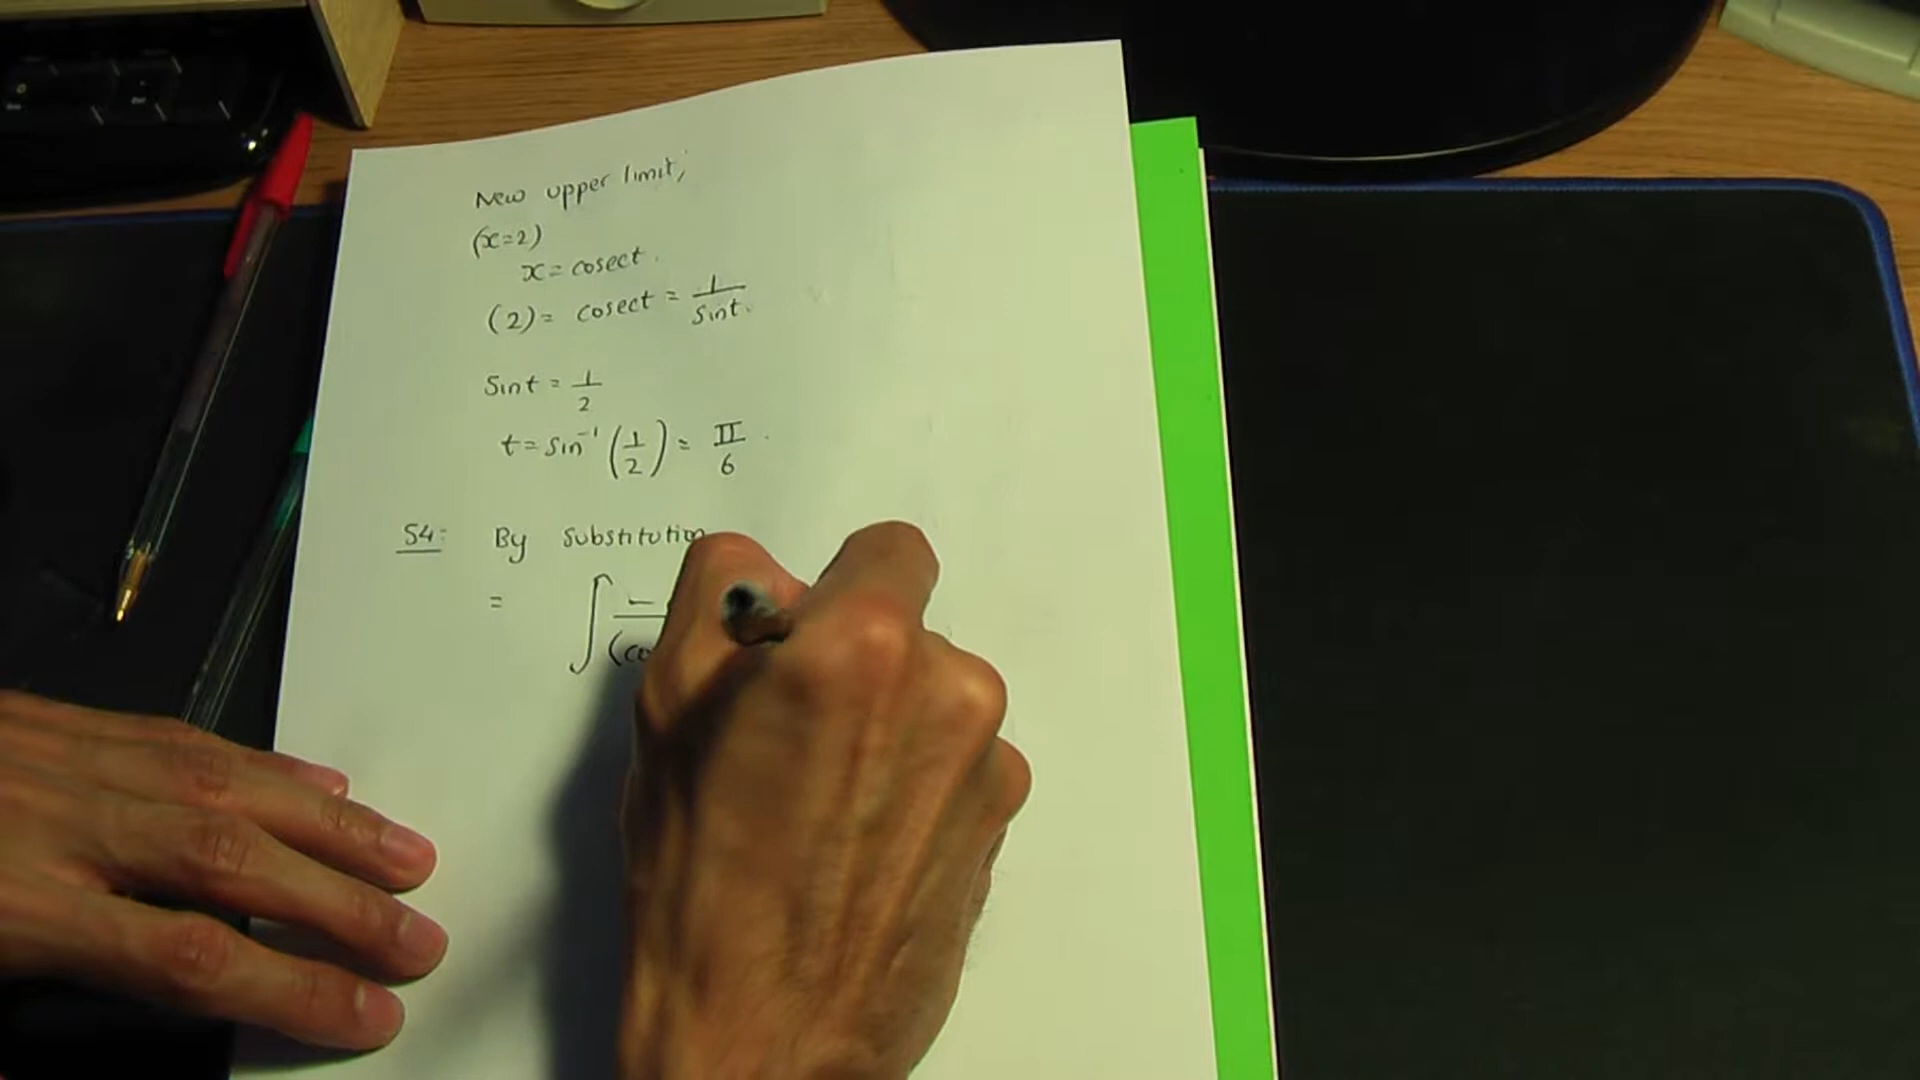 New upper limit,
(x=2)
x = cosect.
(2) = cosect = 1/sint.
sint = 1/2
t = sin⁻¹ (1/2) = π/6.
S4: By Substitution
= ∫ -/(co